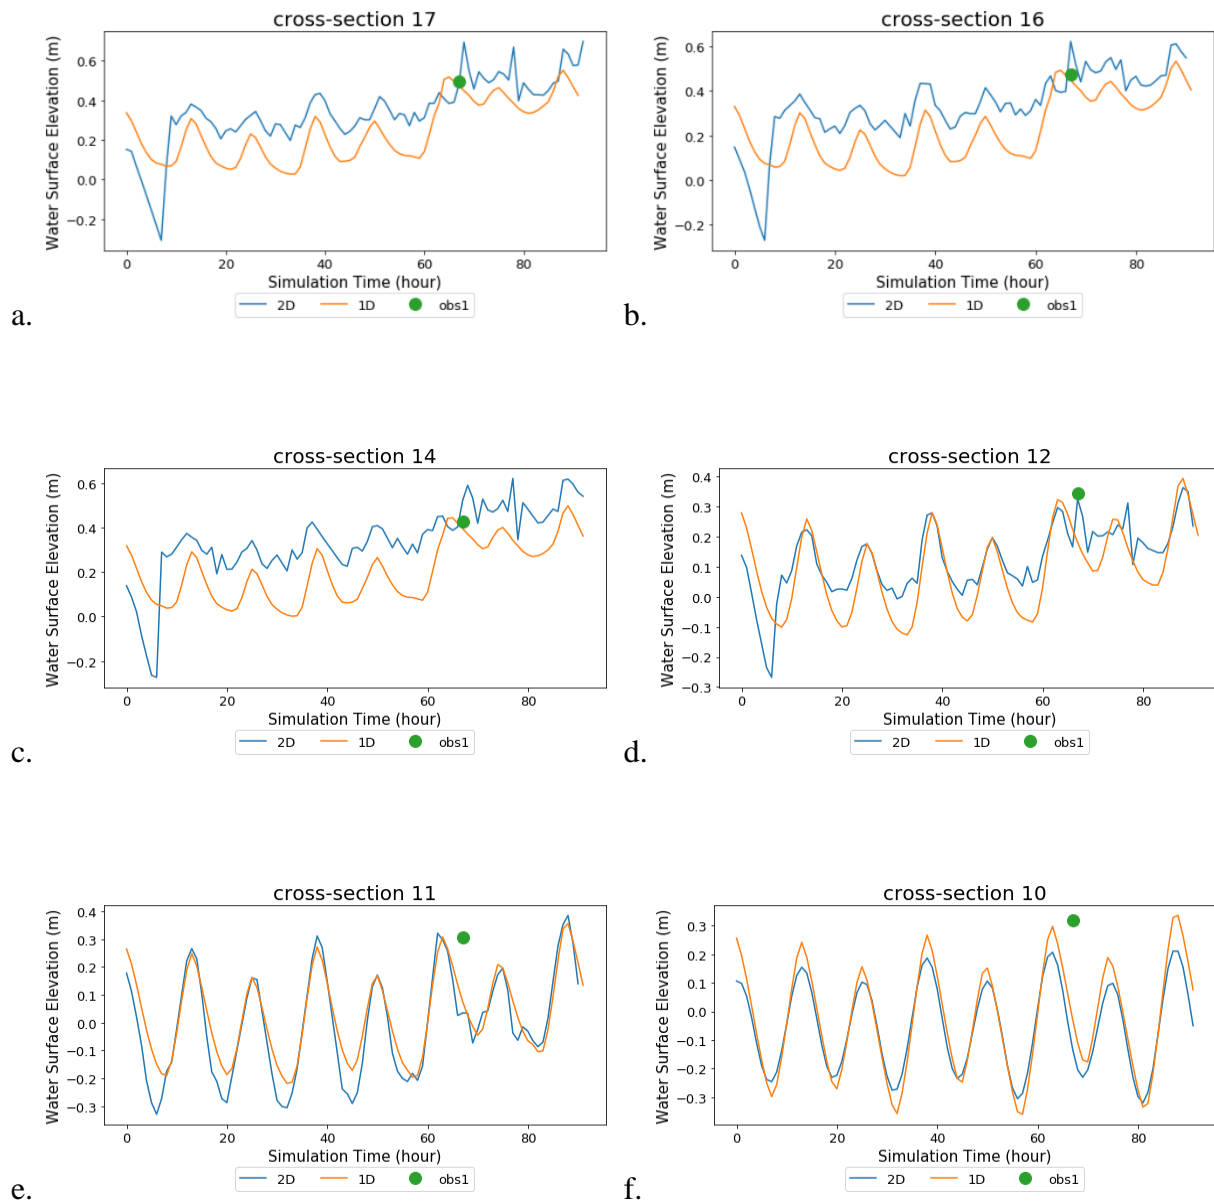 cross-section 17
Water Surface Elevation (m)
0.6
0.4
0.2
0.0
−0.2
0 20 40 60 80
Simulation Time (hour)
2D 1D obs1
a.
cross-section 16
Water Surface Elevation (m)
0.6
0.4
0.2
0.0
−0.2
0 20 40 60 80
Simulation Time (hour)
2D 1D obs1
b.
cross-section 14
Water Surface Elevation (m)
0.6
0.4
0.2
0.0
−0.2
0 20 40 60 80
Simulation Time (hour)
2D 1D obs1
c.
cross-section 12
Water Surface Elevation (m)
0.4
0.3
0.2
0.1
0.0
−0.1
−0.2
−0.3
0 20 40 60 80
Simulation Time (hour)
2D 1D obs1
d.
cross-section 11
Water Surface Elevation (m)
0.4
0.3
0.2
0.1
0.0
−0.1
−0.2
−0.3
0 20 40 60 80
Simulation Time (hour)
2D 1D obs1
e.
cross-section 10
Water Surface Elevation (m)
0.3
0.2
0.1
0.0
−0.1
−0.2
−0.3
0 20 40 60 80
Simulation Time (hour)
2D 1D obs1
f.